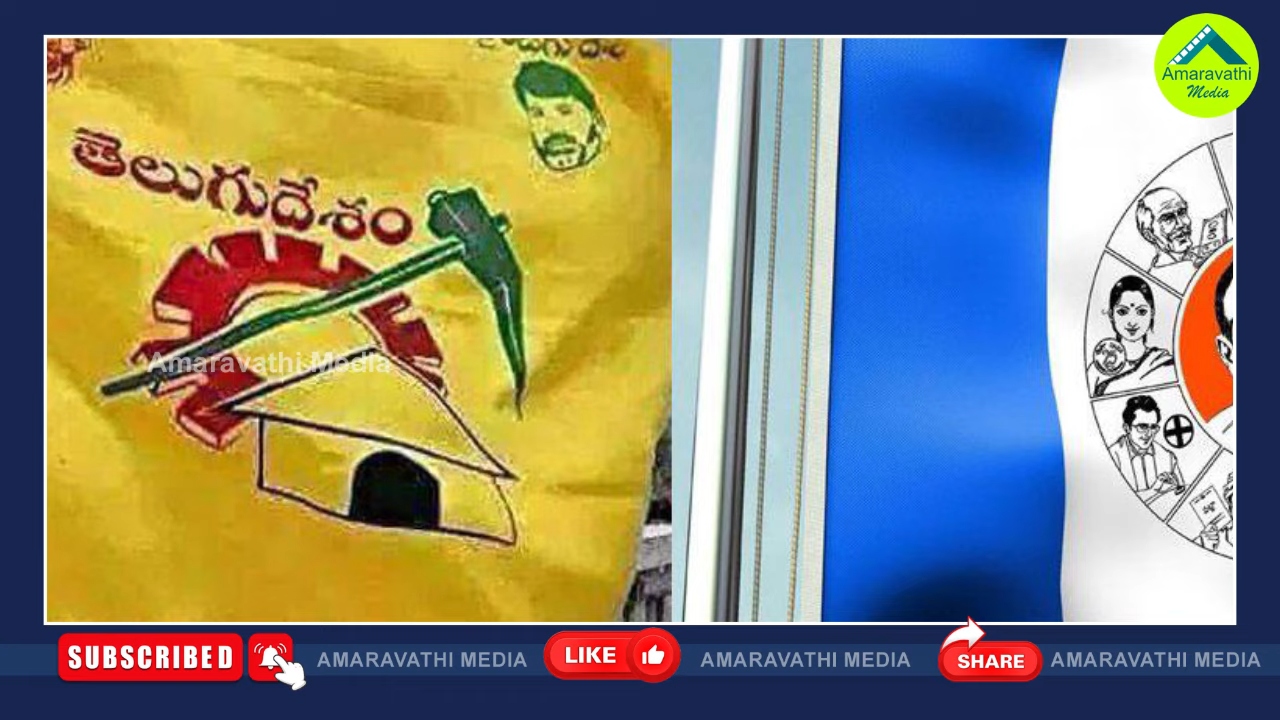 Amaravathi
Media
తెలుగుదేశం
Amaravathi Media
SUBSCRIBED
AMARAVATHI MEDIA
LIKE
AMARAVATHI MEDIA
SHARE
AMARAVATHI MEDIA